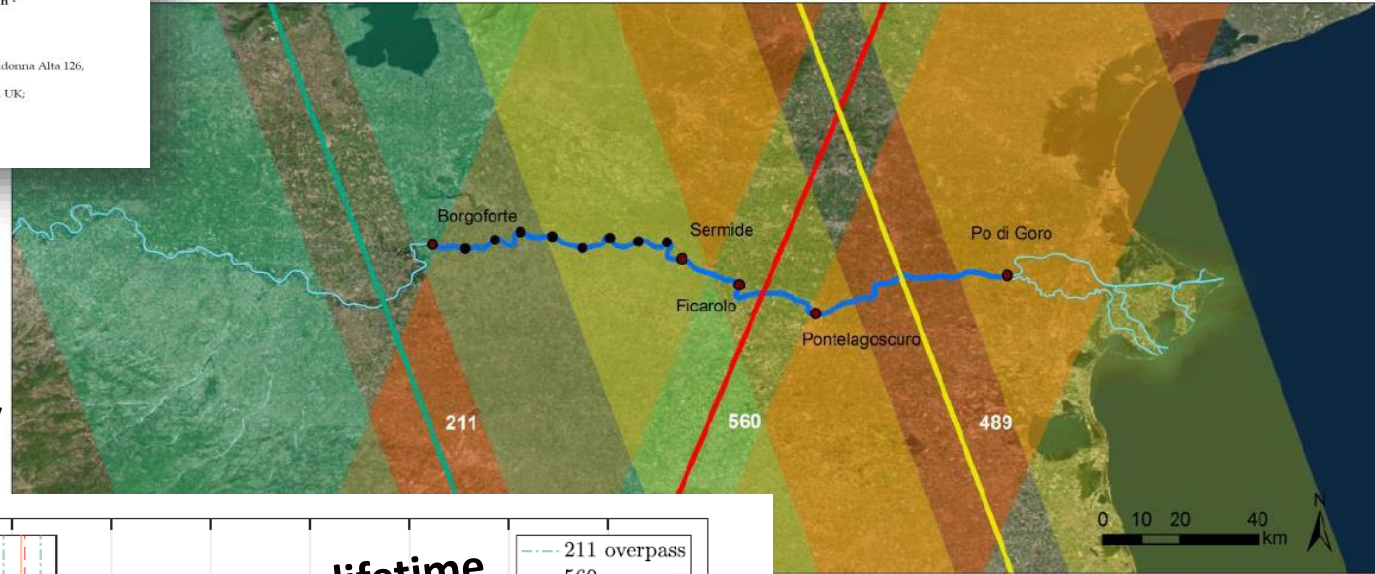 donna Alta 126,
UK;
Borgoforte
Sermide
Po di Goro
Ficarolo
Pontelagoscuro
211
560
489
N
0 10 20 40
km
lifetime
211 overpass